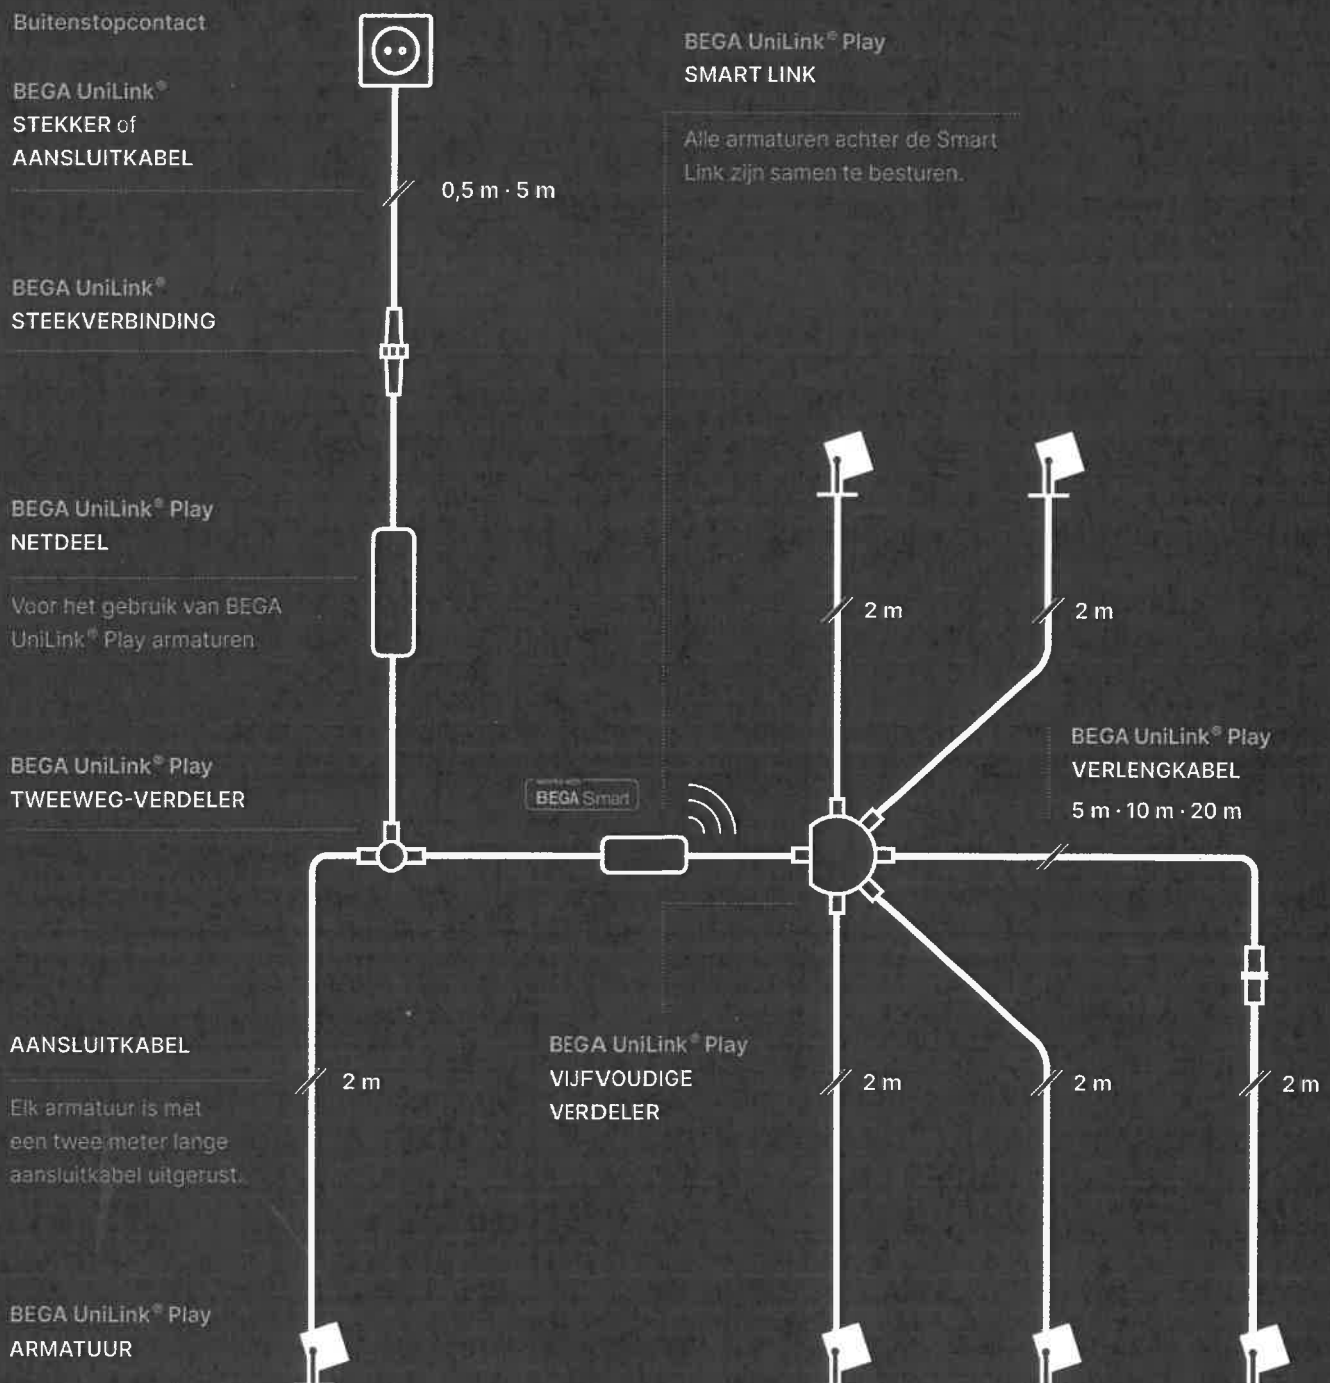 Buitenstopcontact
BEGA UniLink®
STEKKER of
AANSLUITKABEL
0,5 m · 5 m
BEGA UniLink®
STEEKVERBINDING
BEGA UniLink® Play
NETDEEL
Voor het gebruik van BEGA
UniLink® Play armaturen
BEGA UniLink® Play
TWEEWEG-VERDELER
BEGA Smart
BEGA UniLink® Play
SMART LINK
Alle armaturen achter de Smart
Link zijn samen te besturen.
2 m
2 m
BEGA UniLink® Play
VERLENGKABEL
5 m · 10 m · 20 m
AANSLUITKABEL
Elk armatuur is met
een twee meter lange
aansluitkabel uitgerust.
2 m
BEGA UniLink® Play
VIJFVOUDIGE
VERDELER
2 m
2 m
2 m
BEGA UniLink® Play
ARMATUUR